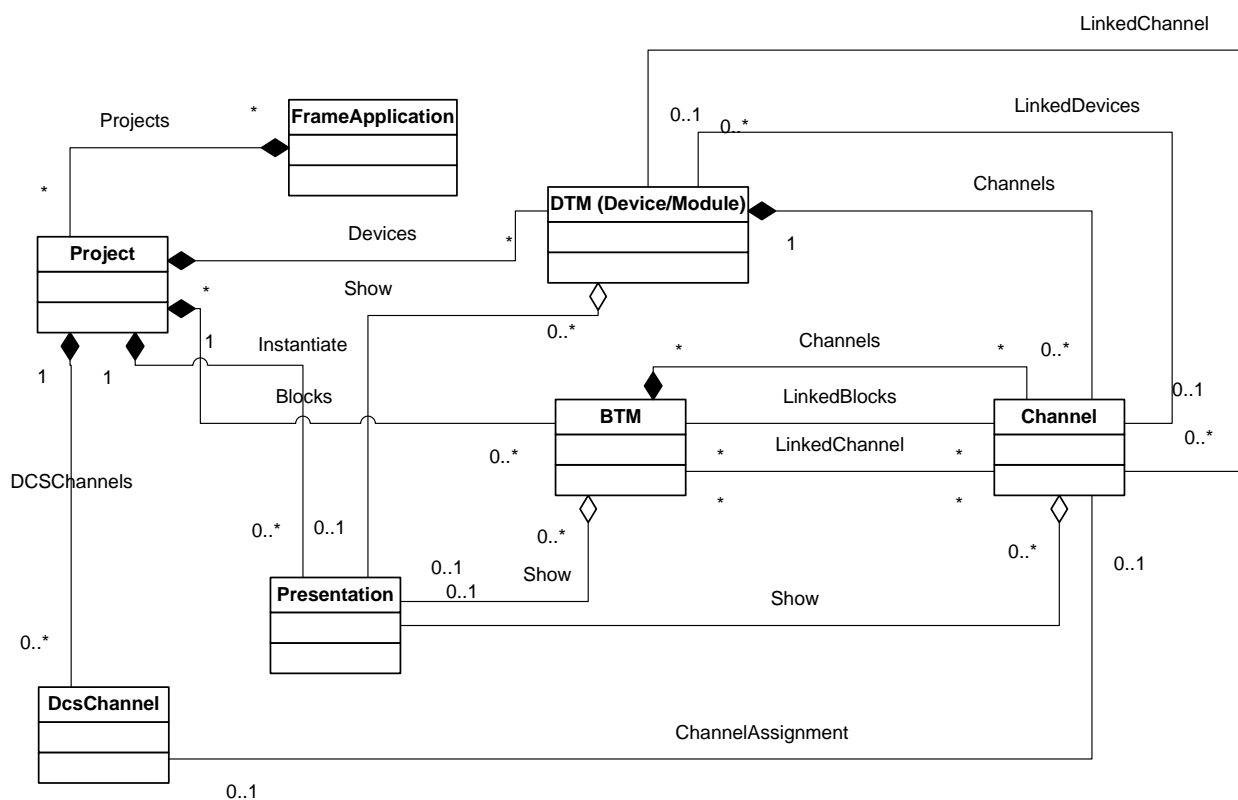 LinkedChannel
LinkedDevices
*
FrameApplication
0..1
0..*
Projects
Channels
*
DTM (Device/Module)
Project
Devices
*
1
*
Show
0..*
1
Instantiate
Channels
*
*
0..*
1
1
Blocks
BTM
LinkedBlocks
Channel
0..1
LinkedChannel
0..*
0..*
*
*
DCSChannels
*
*
0..*
0..1
0..*
0..*
0..1
0..1
Show
0..1
Presentation
Show
0..*
DcsChannel
ChannelAssignment
0..1